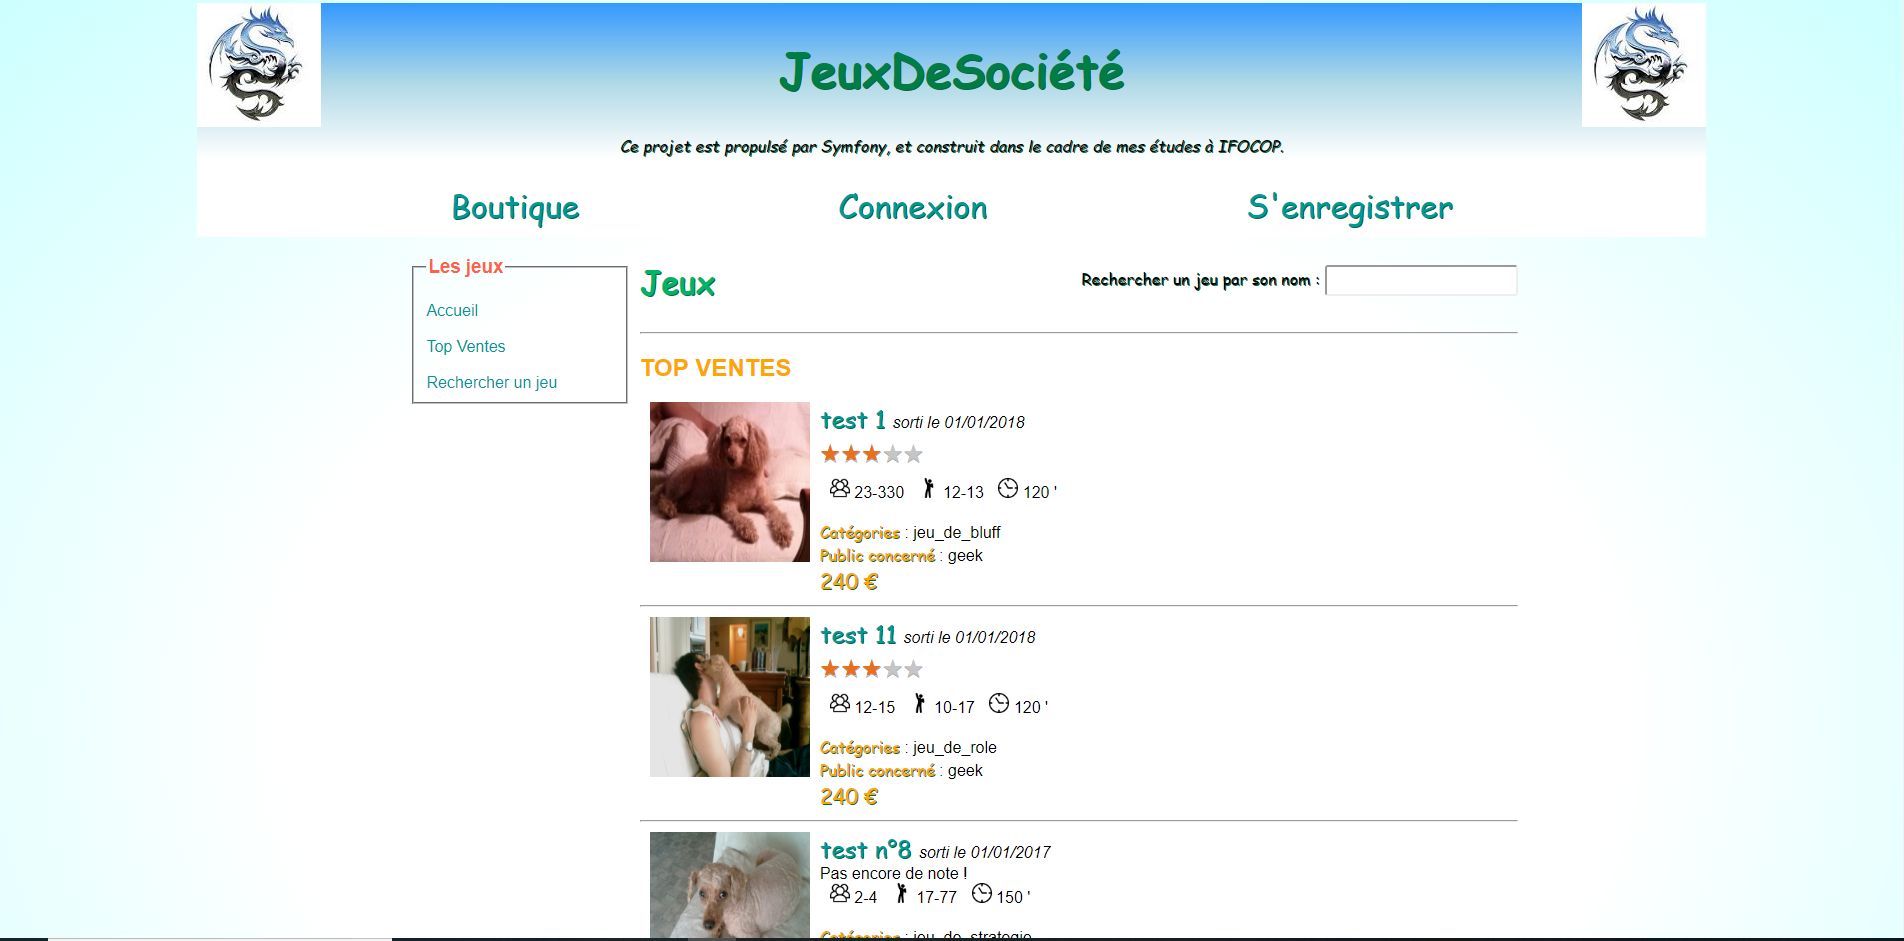 JeuxDeSociété
Ce projet est propulsé par Symfony, et construit dans le cadre de mes études à IFOCOP.
Boutique
Connexion
S'enregistrer
Les jeux
Accueil
Top Ventes
Rechercher un jeu
Jeux
Rechercher un jeu par son nom :
TOP VENTES
test 1 sorti le 01/01/2018
23-330 12-13 120 '
Catégories : jeu_de_bluff
Public concerné : geek
240 €
test 11 sorti le 01/01/2018
12-15 10-17 120 '
Catégories : jeu_de_role
Public concerné : geek
240 €
test n°8 sorti le 01/01/2017
Pas encore de note !
2-4 17-77 150 '
Catégories : jeu_de_strategie